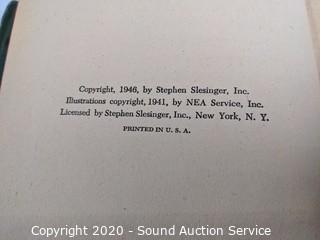 Copyright, 1946, by Stephen Slesinger, Inc.
Illustrations copyright, 1941, by NEA Service, Inc.
Licensed by Stephen Slesinger, Inc., New York, N. Y.
PRINTED IN U. S. A.
Copyright 2020 - Sound Auction Service